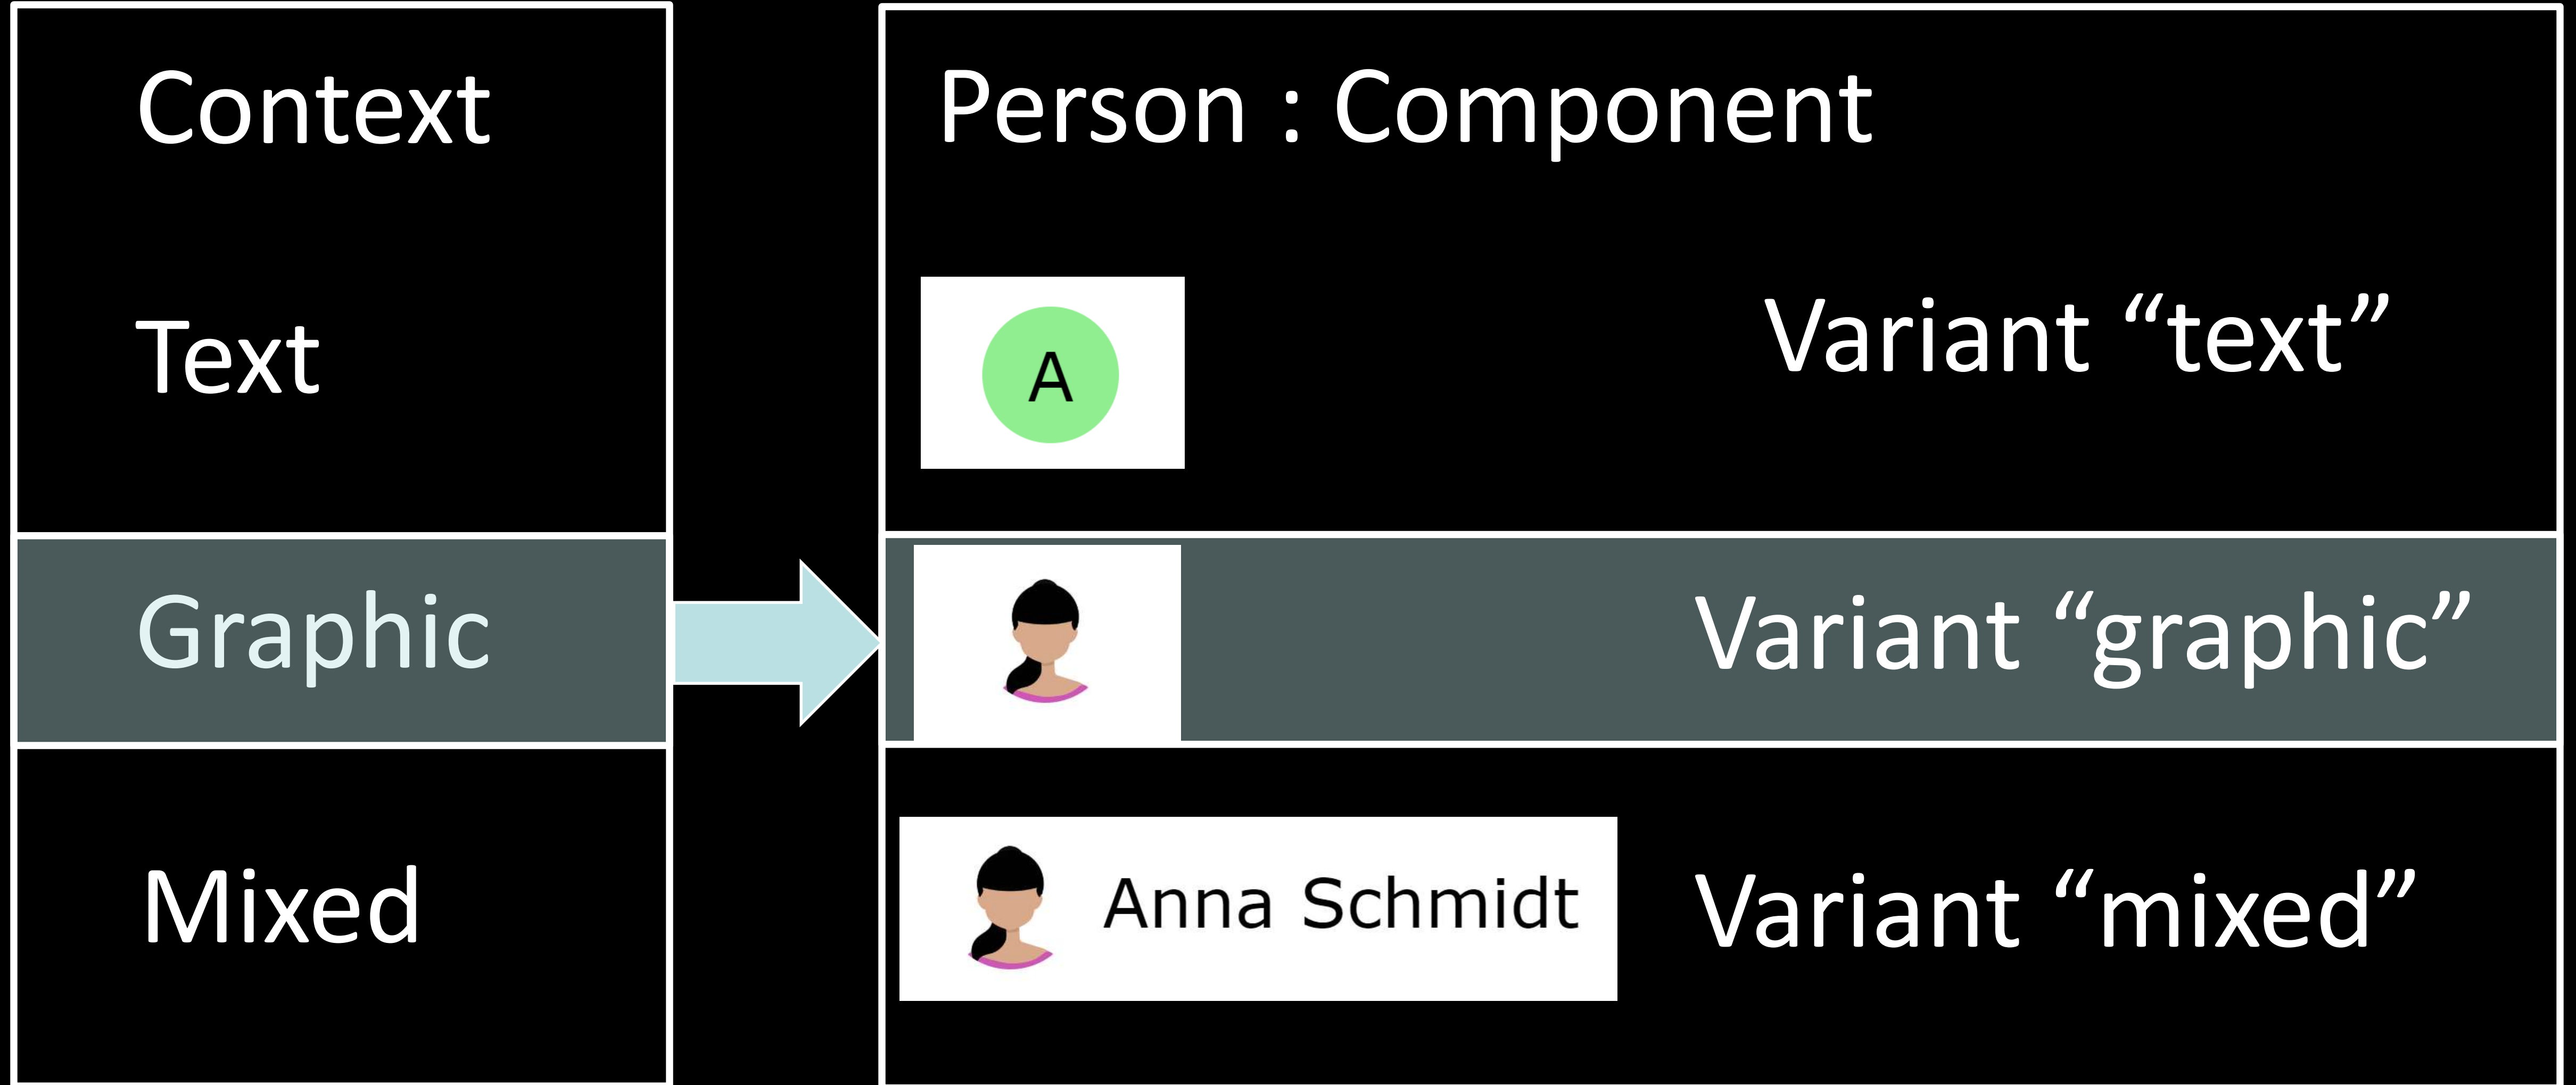 Context
Person : Component
Text
A
Variant “text”
Graphic
Variant “graphic”
Mixed
Anna Schmidt
Variant “mixed”